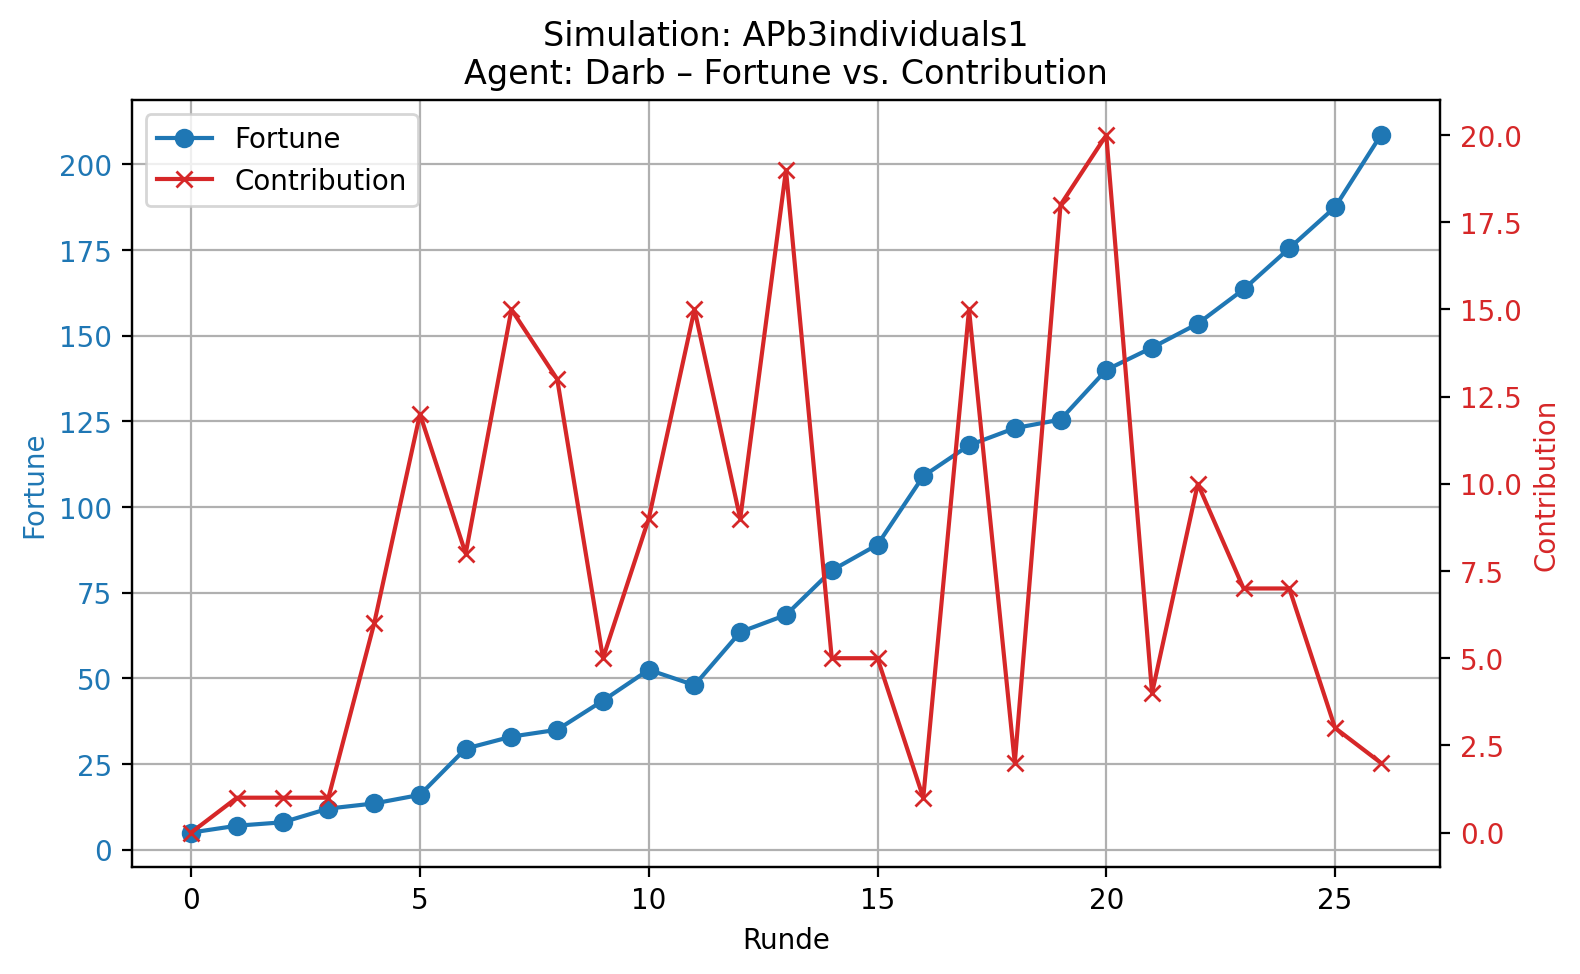 Simulation: APb3individuals1
Agent: Darb – Fortune vs. Contribution
Fortune
Contribution
200
175
150
125
100
75
50
25
0
Fortune
20.0
17.5
15.0
12.5
10.0
7.5
5.0
2.5
0.0
Contribution
0 5 10 15 20 25
Runde